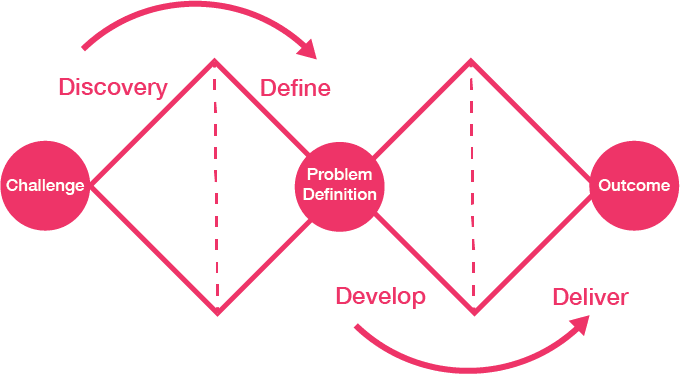 Discovery
Define
Challenge
Problem
Definition
Outcome
Develop
Deliver